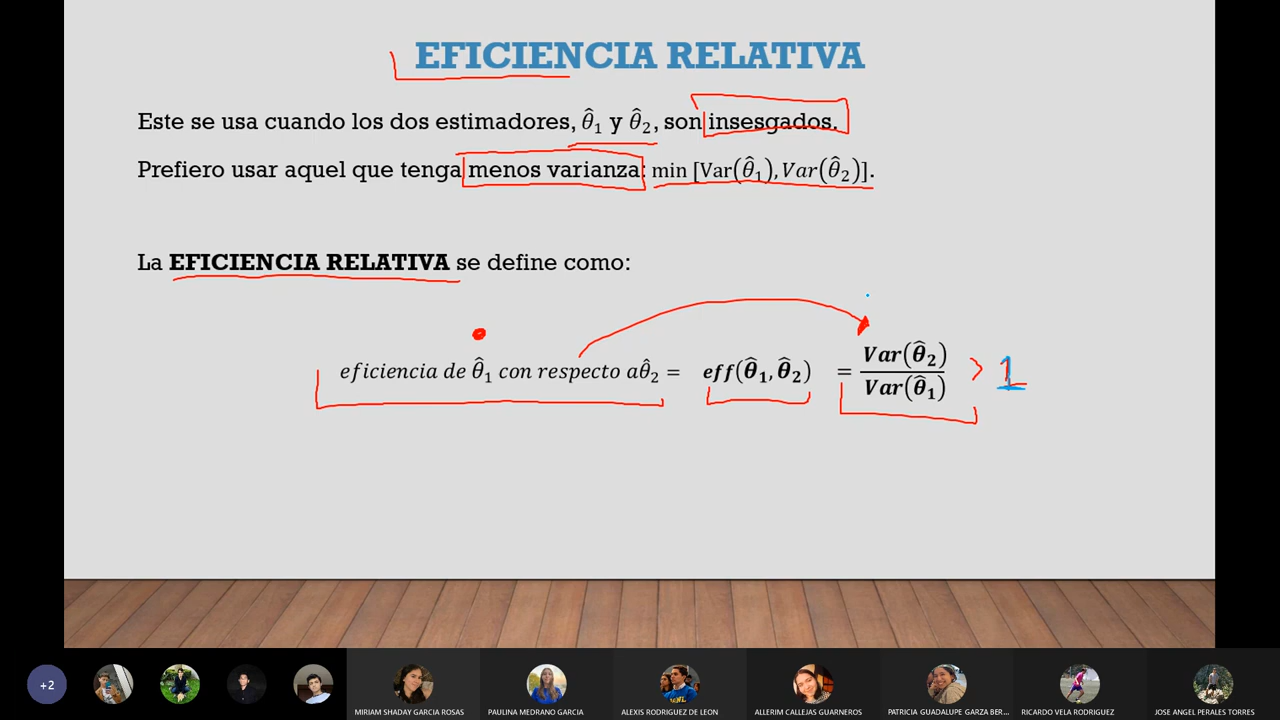 EFICIENCIA RELATIVA
Este se usa cuando los dos estimadores, θ̂₁ y θ̂₂, son insesgados.
Prefiero usar aquel que tenga menos varianza: min [Var(θ̂₁), Var(θ̂₂)].
La EFICIENCIA RELATIVA se define como:
eficiencia de θ̂₁ con respecto a θ̂₂ = eff(θ̂₁, θ̂₂) = Var(θ̂₂) / Var(θ̂₁) > 1
+2
MIRIAM SHADAY GARCIA ROSAS
PAULINA MEDRANO GARCIA
ALEXIS RODRIGUEZ DE LEON
ALLERIM CALLEJAS GUARNEROS
PATRICIA GUADALUPE GARZA BER...
RICARDO VELA RODRIGUEZ
JOSE ANGEL PERALES TORRES